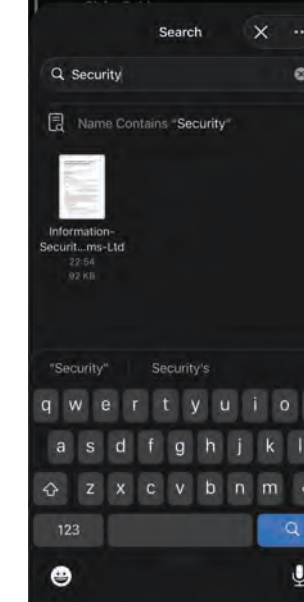 Search
Security
Name Contains "Security"
Information-
Securit...ms-Ltd
22:54
92 KB
"Security"
Security's
q w e r t y u i o
a s d f g h j k l
z x c v b n m
123